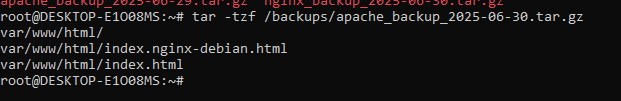 apache_backup_2025-06-29.tar.gz  nginx_backup_2025-06-30.tar.gz
root@DESKTOP-E1O08MS:~# tar -tzf /backups/apache_backup_2025-06-30.tar.gz
var/www/html/
var/www/html/index.nginx-debian.html
var/www/html/index.html
root@DESKTOP-E1O08MS:~#